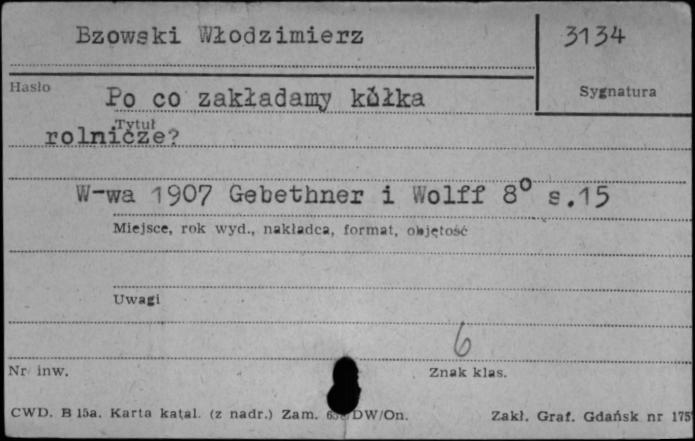 Bzowski Włodzimierz 3134
Hasło Sygnatura
Po co zakładamy kółka
Tytuł
rolnicze?
W-wa 1907 Gebethner i Wolff 8° s.15
Miejsce, rok wyd., nakładca, format, objętość
Uwagi
6
Nr inw. Znak klas.
CWD. B 15a. Karta katal. (z nadr.) Zam. DW/On. Zakł. Graf. Gdańsk nr